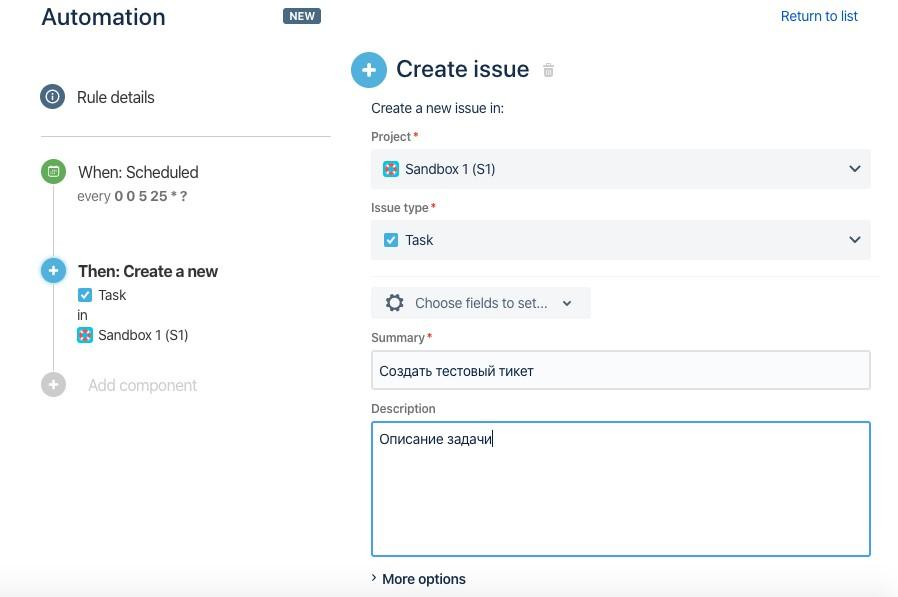 Automation
NEW
Return to list
Rule details
When: Scheduled
every 0 0 5 25 * ?
Then: Create a new
Task
in
Sandbox 1 (S1)
Add component
Create issue
Create a new issue in:
Project *
Sandbox 1 (S1)
Issue type *
Task
Choose fields to set...
Summary *
Создать тестовый тикет
Description
Описание задачи
More options